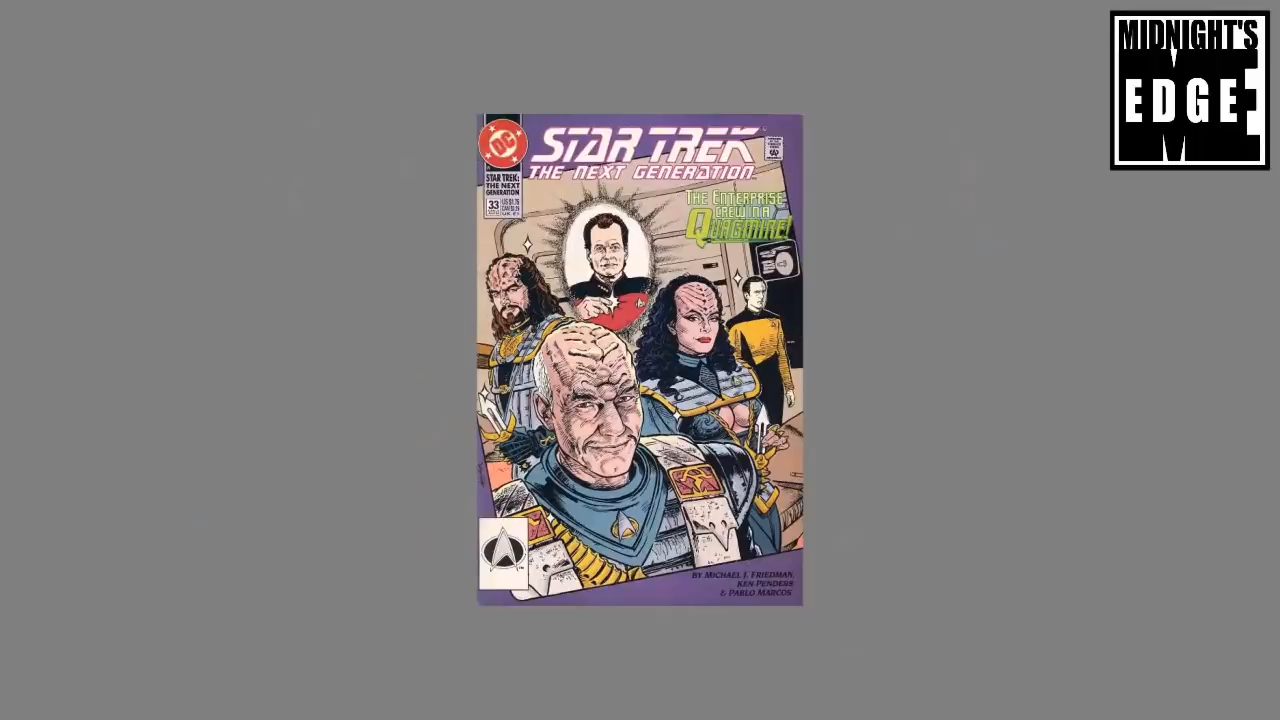 MIDNIGHT'S
EDGE
DC
STAR TREK
THE NEXT GENERATION
STAR TREK:
THE NEXT
GENERATION
33
THE ENTERPRISE
CREW IN A
QUAGMIRE!
BY MICHAEL J. FRIEDMAN,
KEN PENDERS
& PABLO MARCOS